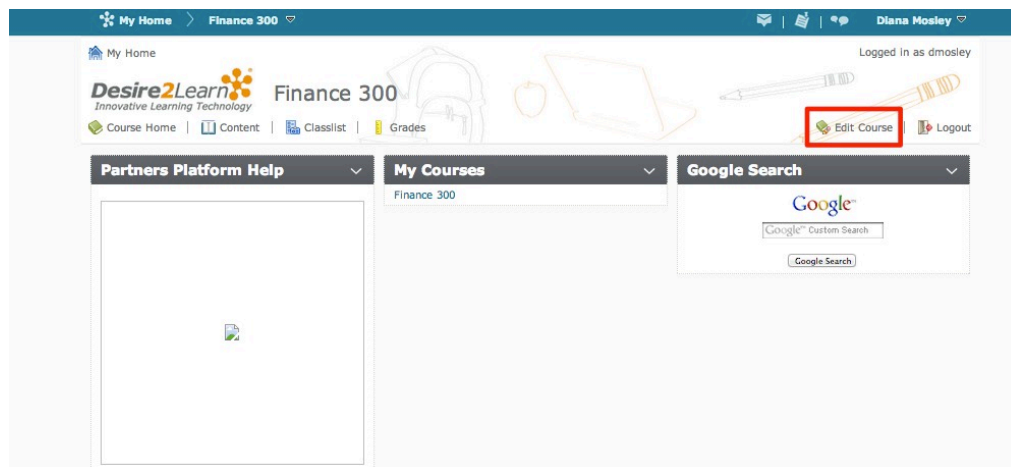 My Home Finance 300 | | Diana Mosley
My Home Logged in as dmosley
Desire2Learn
Innovative Learning Technology
Finance 300
Course Home | Content | Classlist | Grades Edit Course | Logout
Partners Platform Help My Courses Google Search
Finance 300
Google™
Google™ Custom Search
Google Search